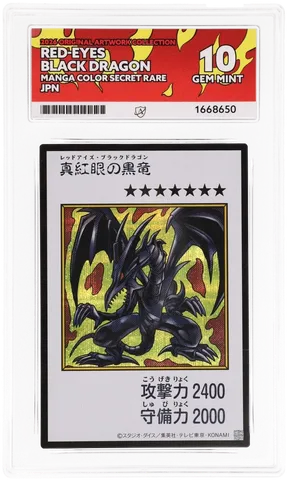 2024 ORIGINAL ARTWORK COLLECTION
RED-EYES
BLACK DRAGON
MANGA COLOR SECRET RARE
JPN
10
GEM MINT
1668650
レッドアイズ・ブラックドラゴン
真紅眼の黒竜
★★★★★★★
こうげきりょく
攻撃力 2400
しゅびりょく
守備力 2000
©スタジオ・ダイス/集英社・テレビ東京・KONAMI